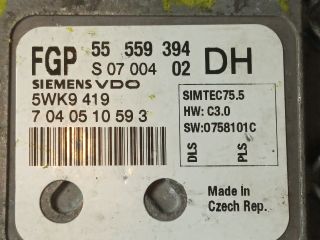 FGP 55 559 394 DH
S 07 004 02
SIEMENS VDO
5WK9 419
7 04 05 10 59 3
SIMTEC75.5
HW: C3.0
SW:0758101C
DLS
PLS
Made in
Czech Rep.